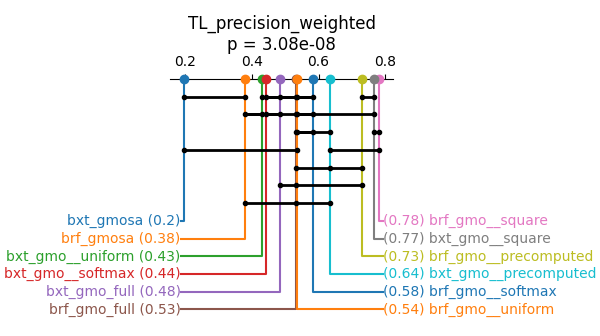 TL_precision_weighted
p = 3.08e-08
0.2 0.4 0.6 0.8
bxt_gmosa (0.2) (0.78) brf_gmo__square
brf_gmosa (0.38) (0.77) bxt_gmo__square
bxt_gmo__uniform (0.43) (0.73) brf_gmo__precomputed
bxt_gmo__softmax (0.44) (0.64) bxt_gmo__precomputed
bxt_gmo_full (0.48) (0.58) brf_gmo__softmax
brf_gmo_full (0.53) (0.54) brf_gmo__uniform